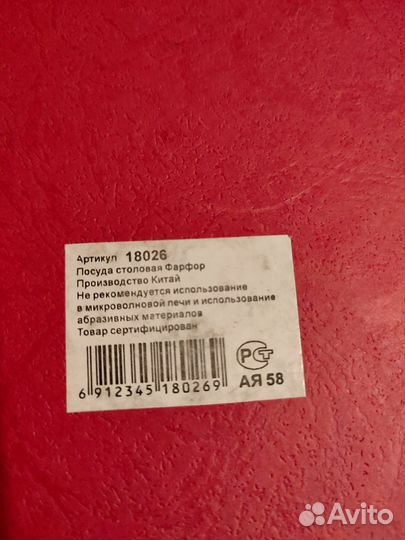 Артикул 18026
Посуда столовая Фарфор
Производство Китай
Не рекомендуется использование
в микроволновой печи и использование
абразивных материалов
Товар сертифицирован
РСТ
6 912345 180269
АЯ 58
Avito